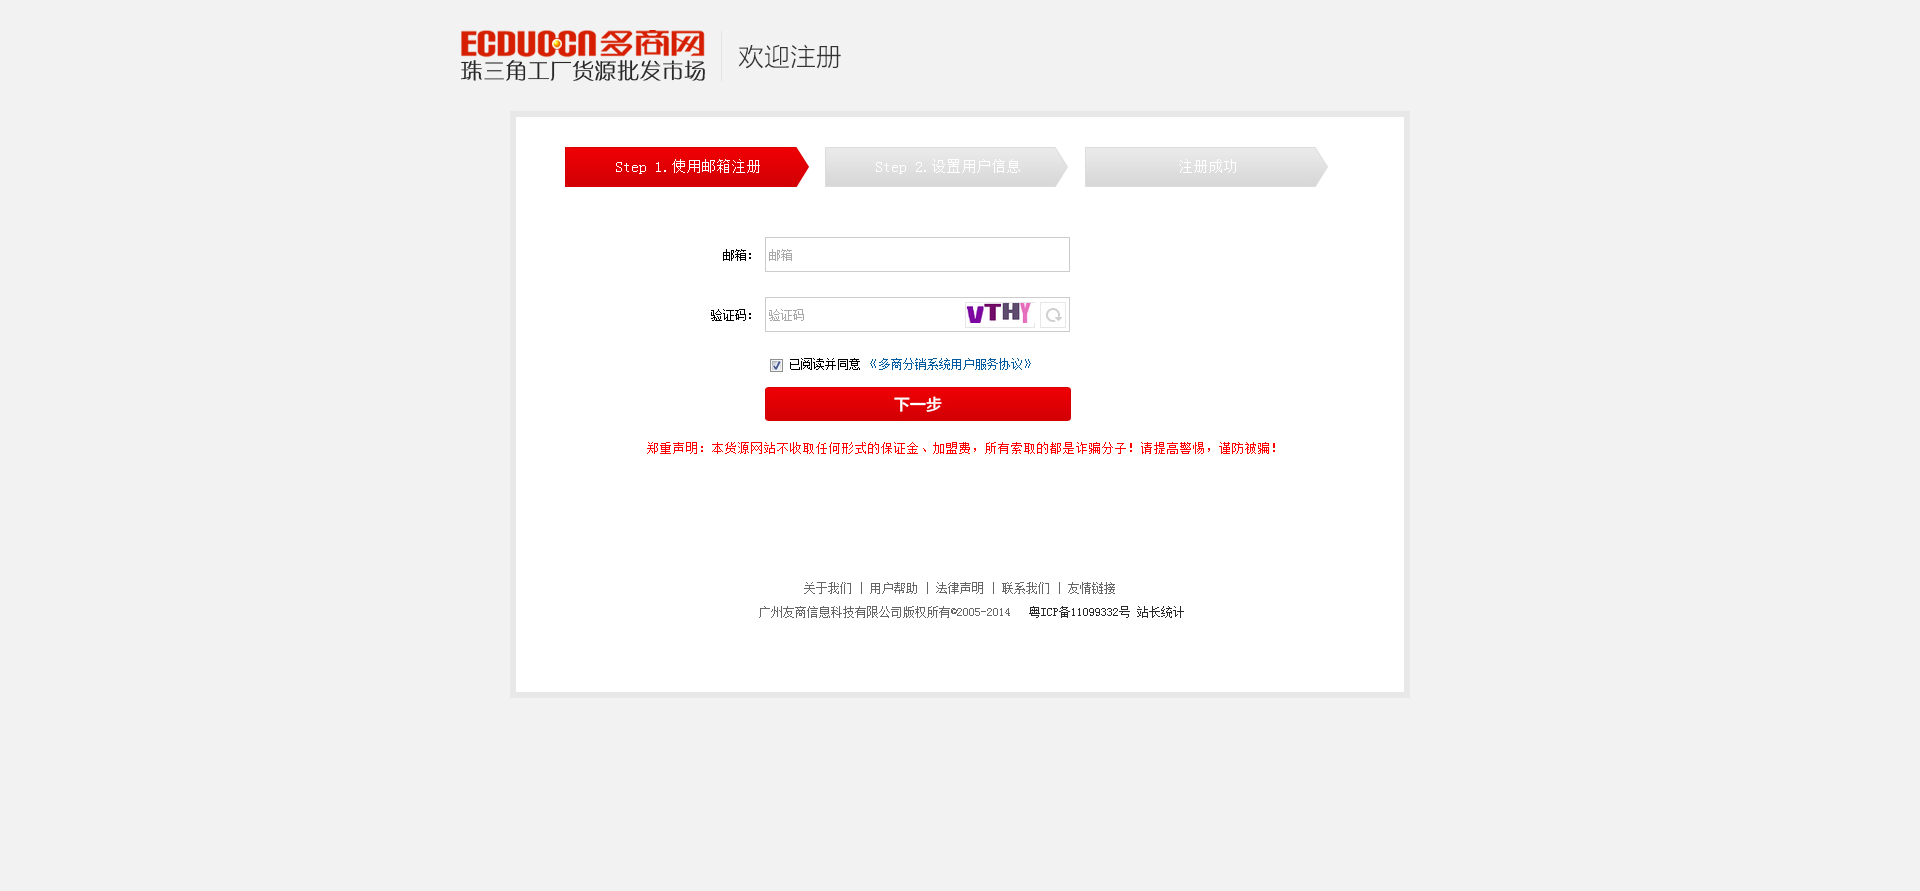 ECDUO.CN多商网
珠三角工厂货源批发市场
欢迎注册
Step 1.使用邮箱注册
Step 2.设置用户信息
注册成功
邮箱：
邮箱
验证码：
验证码
VTHY
已阅读并同意 《多商分销系统用户服务协议》
下一步
郑重声明：本货源网站不收取任何形式的保证金、加盟费，所有索取的都是诈骗分子！请提高警惕，谨防被骗！
关于我们 | 用户帮助 | 法律声明 | 联系我们 | 友情链接
广州友商信息科技有限公司版权所有©2005-2014 粤ICP备11099332号 站长统计